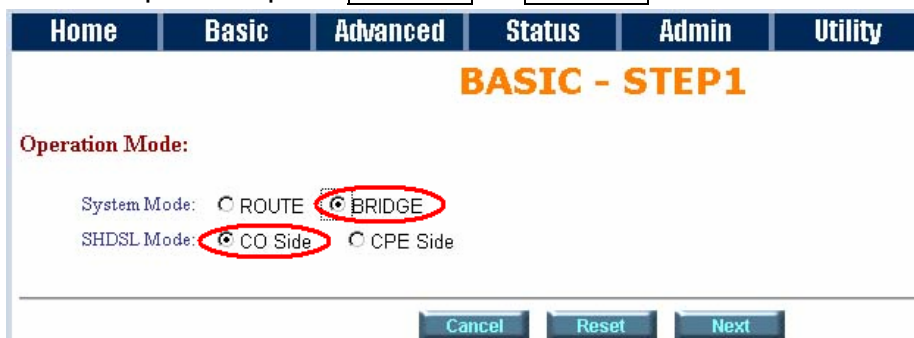 Home Basic Advanced Status Admin Utility
BASIC - STEP1
Operation Mode:
System Mode: ROUTE BRIDGE
SHDSL Mode: CO Side CPE Side
Cancel Reset Next